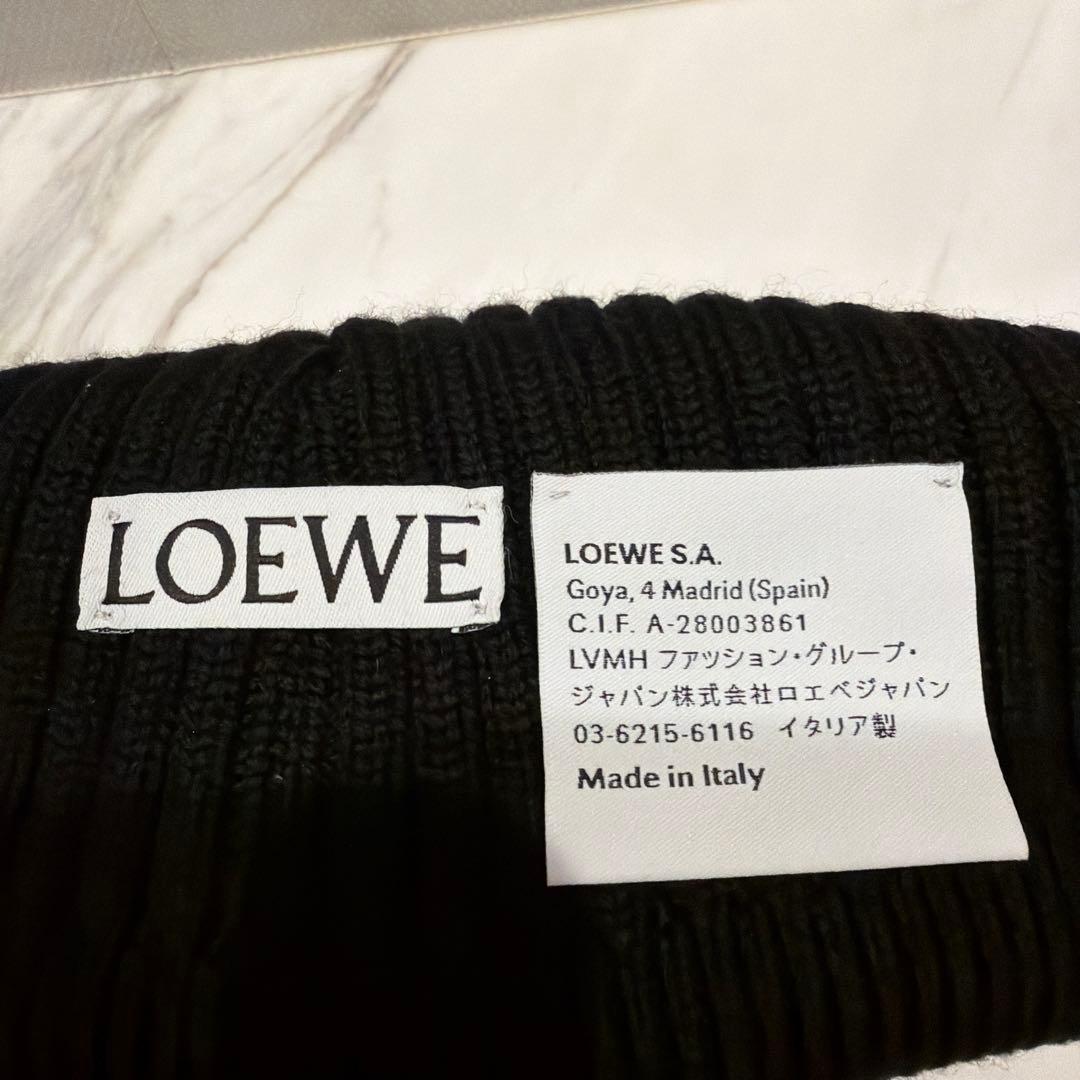 LOEWE
LOEWE S.A.
Goya, 4 Madrid (Spain)
C.I.F. A-28003861
LVMH ファッション・グループ・
ジャパン株式会社ロエベジャパン
03-6215-6116 イタリア製
Made in Italy